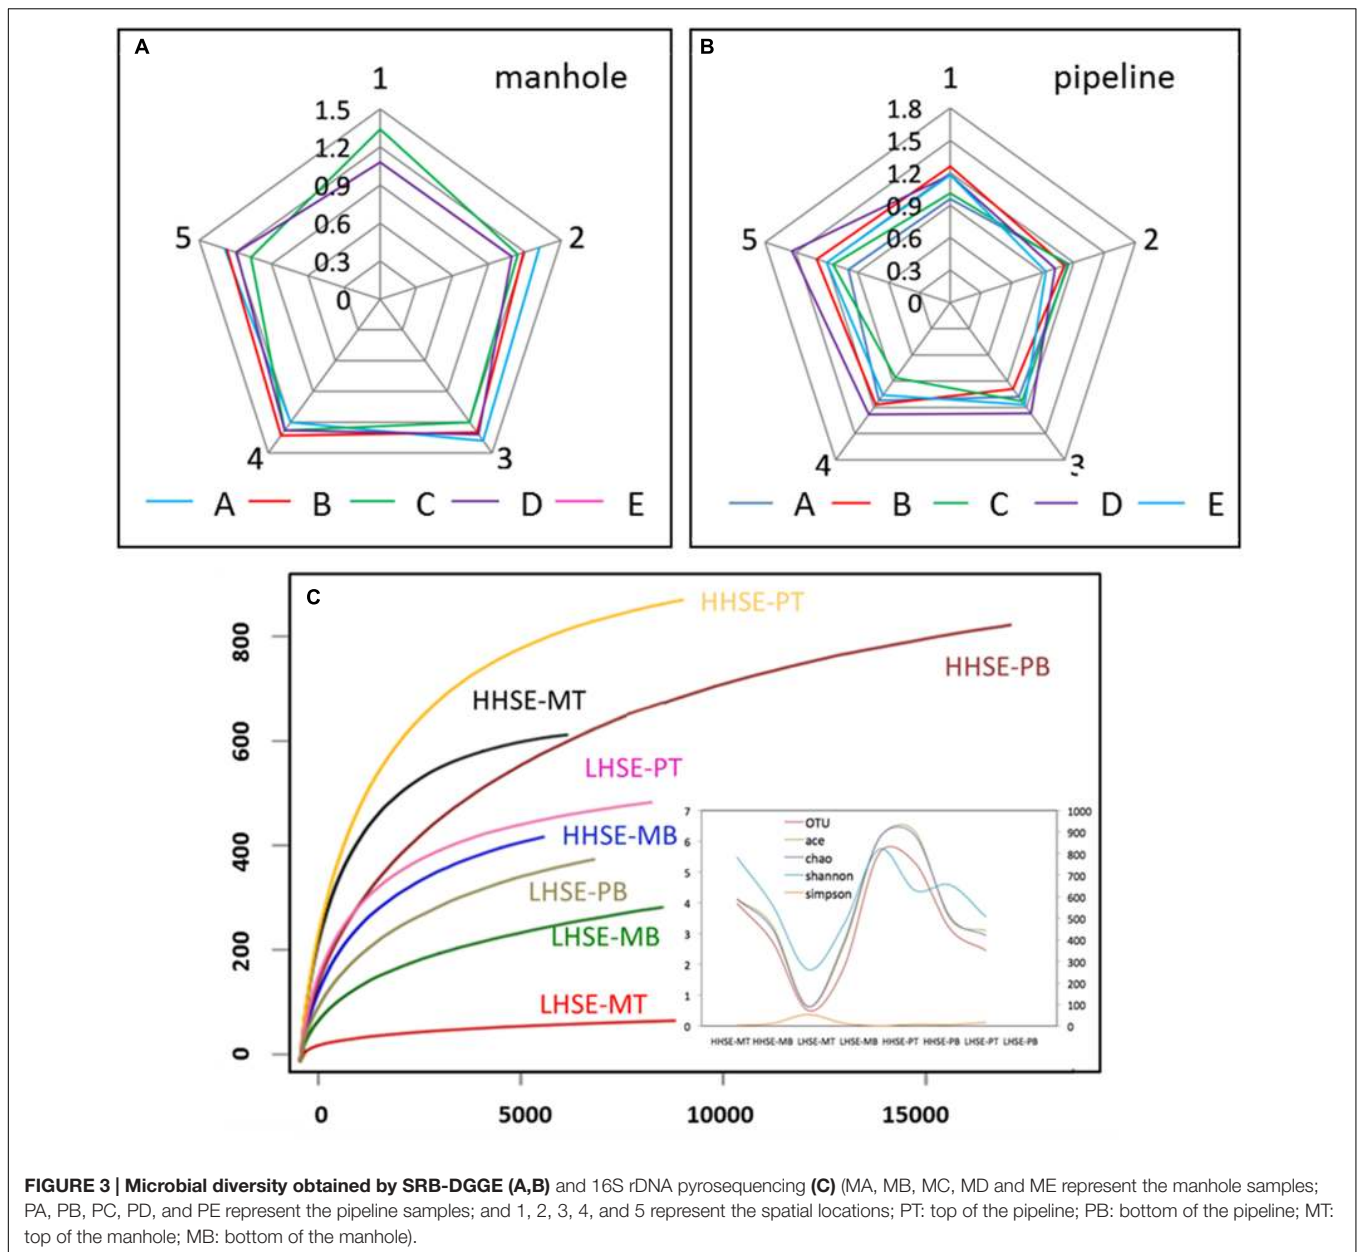 A
manhole
1
1.5
1.2
0.9
0.6
0.3
0
5
2
4
3
A B C D E
B
pipeline
1
1.8
1.5
1.2
0.9
0.6
0.3
0
5
2
4
3
A B C D E
C
HHSE-PT
HHSE-PB
HHSE-MT
LHSE-PT
HHSE-MB
LHSE-PB
LHSE-MB
LHSE-MT
800
600
400
200
0
0 5000 10000 15000
7
6
5
4
3
2
1
0
OTU
ace
chao
shannon
simpson
1000
900
800
700
600
500
400
300
200
100
0
HHSE-MT HHSE-MB LHSE-MT LHSE-MB HHSE-PT HHSE-PB LHSE-PT LHSE-PB
FIGURE 3 | Microbial diversity obtained by SRB-DGGE (A,B) and 16S rDNA pyrosequencing (C) (MA, MB, MC, MD and ME represent the manhole samples;
PA, PB, PC, PD, and PE represent the pipeline samples; and 1, 2, 3, 4, and 5 represent the spatial locations; PT: top of the pipeline; PB: bottom of the pipeline; MT:
top of the manhole; MB: bottom of the manhole).